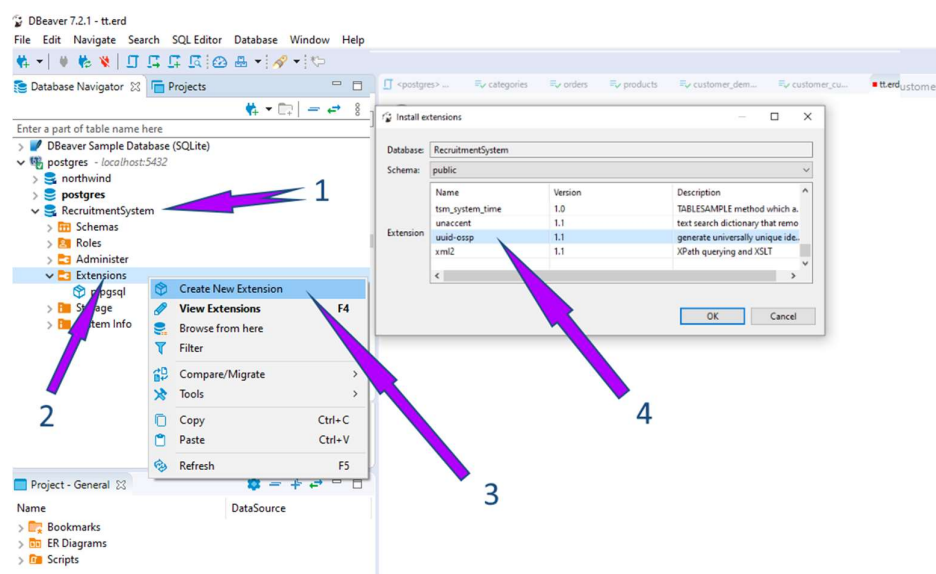 DBeaver 7.2.1 - tt.erd
File Edit Navigate Search SQL Editor Database Window Help
Database Navigator Projects
<postgres> ... categories orders products customer_dem... customer_cu... tt.erd ustome
Enter a part of table name here
DBeaver Sample Database (SQLite)
postgres - localhost:5432
northwind
postgres
RecruitmentSystem
Schemas
Roles
Administer
Extensions
Create New Extension
View Extensions F4
Browse from here
Filter
Compare/Migrate
Tools
Copy Ctrl+C
Paste Ctrl+V
Refresh F5
Install extensions
Database: RecruitmentSystem
Schema: public
Extension
Name Version Description
tsm_system_time 1.0 TABLESAMPLE method which a.
unaccent 1.1 text search dictionary that remo
uuid-ossp 1.1 generate universally unique ide..
xml2 1.1 XPath querying and XSLT
OK Cancel
1
2
3
4
Project - General
Name DataSource
Bookmarks
ER Diagrams
Scripts